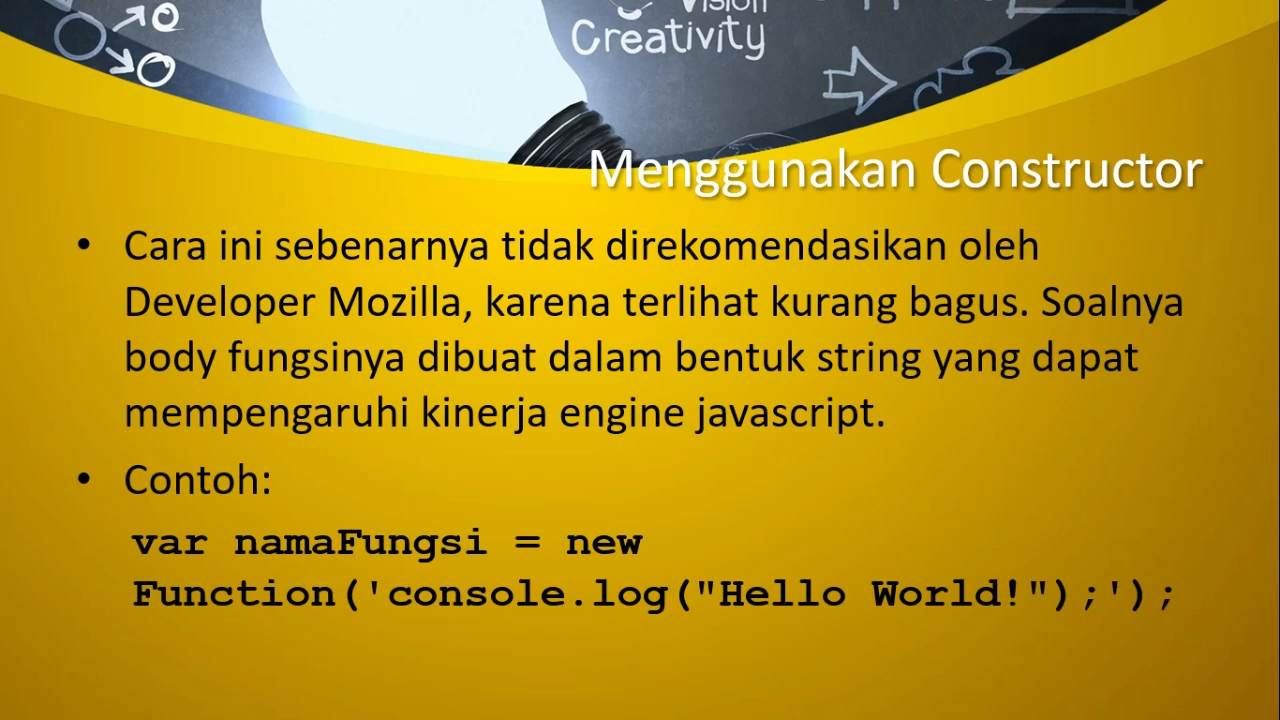 Vision
Creativity
Menggunakan Constructor
• Cara ini sebenarnya tidak direkomendasikan oleh
Developer Mozilla, karena terlihat kurang bagus. Soalnya
body fungsinya dibuat dalam bentuk string yang dapat
mempengaruhi kinerja engine javascript.
• Contoh:
var namaFungsi = new
Function('console.log("Hello World!");');